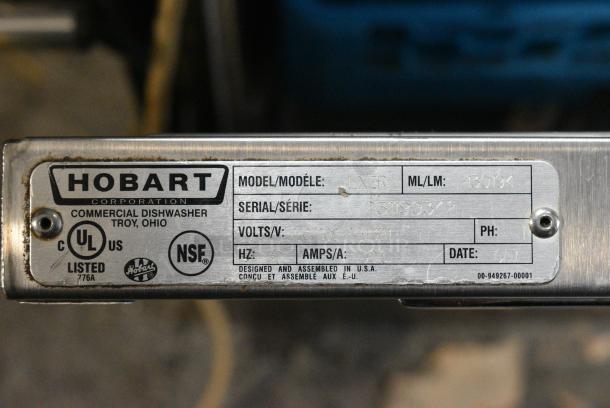 HOBART
CORPORATION
COMMERCIAL DISHWASHER
TROY, OHIO
C UL US
LISTED
776A
Hobart
NSF®
MODEL/MODÈLE:
ML/LM:
SERIAL/SÉRIE:
VOLTS/V:
PH:
HZ:
AMPS/A:
DATE:
DESIGNED AND ASSEMBLED IN U.S.A.
CONÇU ET ASSEMBLÉ AUX É.-U.
00-949267-00001